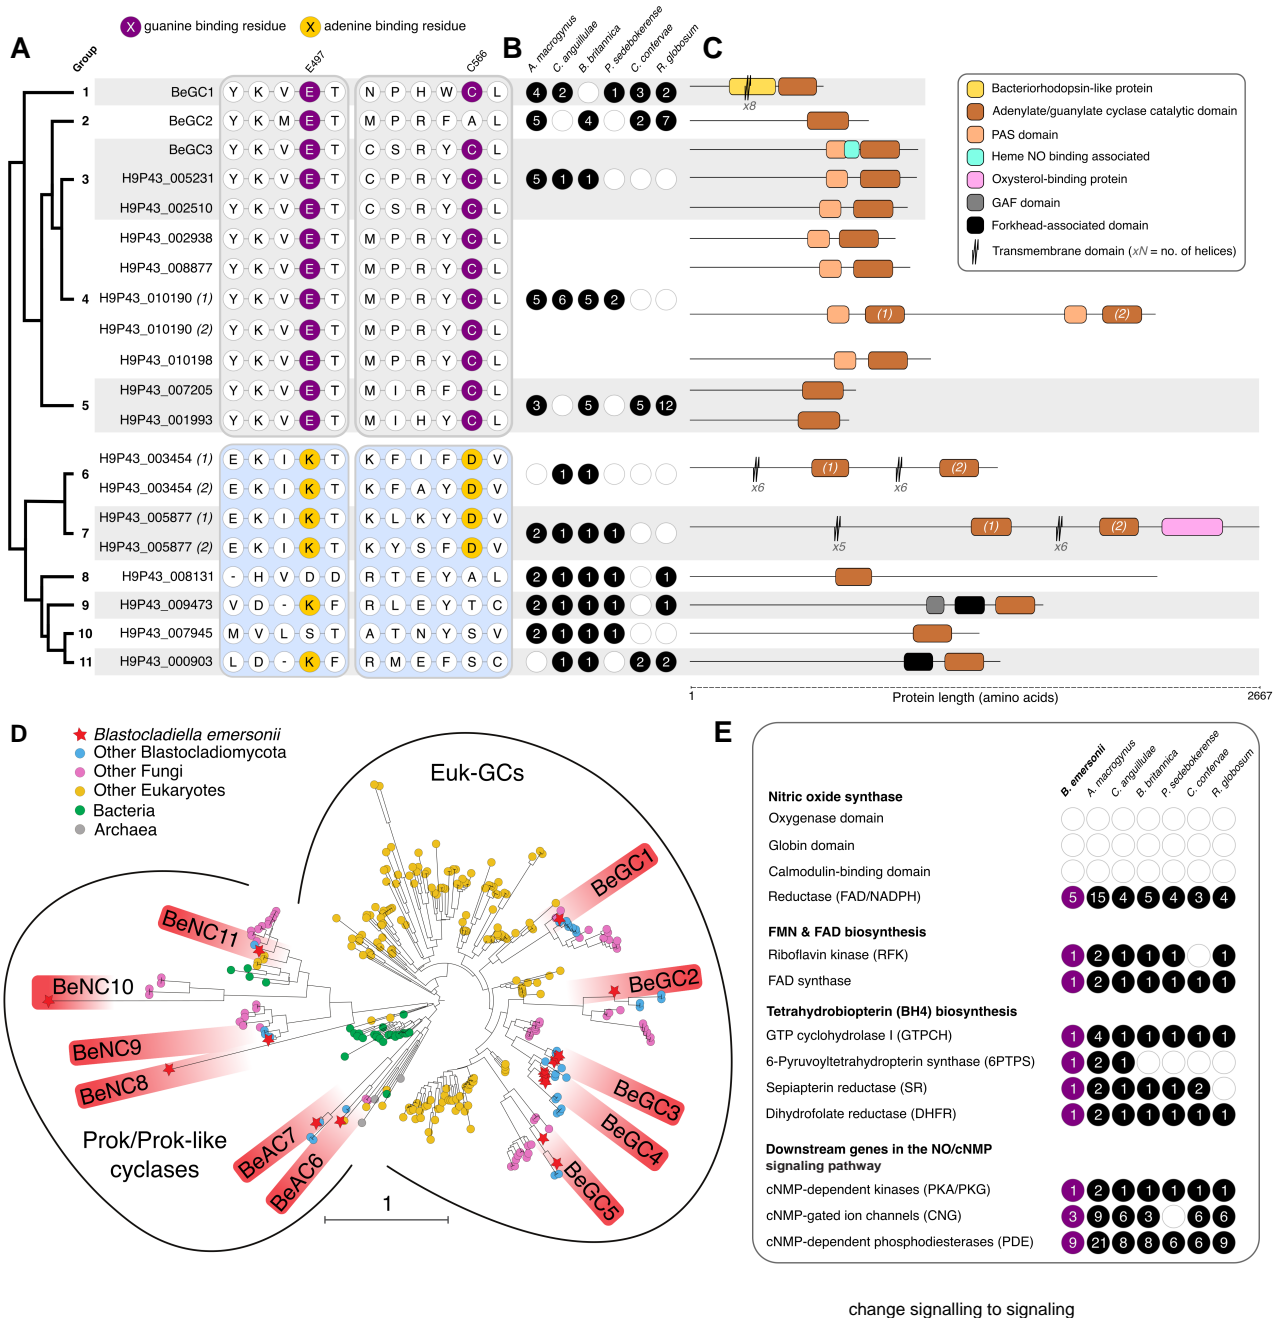 X guanine binding residue X adenine binding residue
A B C
Group E497 C566 A. macrogynus C. anguillulae B. britannica P. sedebokerense C. confervae R. globosum
1 BeGC1 Y K V E T N P H W C L 4 2 1 3 2
x8
2 BeGC2 Y K M E T M P R F A L 5 4 2 7
BeGC3 Y K V E T C S R Y C L
3 H9P43_005231 Y K V E T C P R Y C L 5 1 1
H9P43_002510 Y K V E T C S R Y C L
H9P43_002938 Y K V E T M P R Y C L
H9P43_008877 Y K V E T M P R Y C L
4 H9P43_010190 (1) Y K V E T M P R Y C L 5 6 5 2
(1) (2)
H9P43_010190 (2) Y K V E T M P R Y C L
H9P43_010198 Y K V E T M P R Y C L
H9P43_007205 Y K V E T M I R F C L
5 3 5 5 12
H9P43_001993 Y K V E T M I H Y C L
H9P43_003454 (1) E K I K T K F I F D V
6 1 1 (1) (2)
x6 x6
H9P43_003454 (2) E K I K T K F A Y D V
H9P43_005877 (1) E K I K T K L K Y D V
7 2 1 1 1 (1) (2)
x5 x6
H9P43_005877 (2) E K I K T K Y S F D V
8 H9P43_008131 - H V D D R T E Y A L 2 1 1 1 1
9 H9P43_009473 V D - K F R L E Y T C 2 1 1 1 1
10 H9P43_007945 M V L S T A T N Y S V 2 1 1 1
11 H9P43_000903 L D - K F R M E F S C 1 1 2 2
1 Protein length (amino acids) 2667
Bacteriorhodopsin-like protein
Adenylate/guanylate cyclase catalytic domain
PAS domain
Heme NO binding associated
Oxysterol-binding protein
GAF domain
Forkhead-associated domain
Transmembrane domain (xN = no. of helices)
D
Blastocladiella emersonii
Other Blastocladiomycota
Other Fungi
Other Eukaryotes
Bacteria
Archaea
Euk-GCs
BeGC1
BeGC2
BeGC3
BeGC4
BeGC5
BeNC11
BeNC10
BeNC9
BeNC8
BeAC7
BeAC6
Prok/Prok-like
cyclases
1
E
B. emersonii A. macrogynus C. anguillulae B. britannica P. sedebokerense C. confervae R. globosum
Nitric oxide synthase
Oxygenase domain
Globin domain
Calmodulin-binding domain
Reductase (FAD/NADPH) 5 15 4 5 4 3 4
FMN & FAD biosynthesis
Riboflavin kinase (RFK) 1 2 1 1 1 1
FAD synthase 1 2 1 1 1 1 1
Tetrahydrobiopterin (BH4) biosynthesis
GTP cyclohydrolase I (GTPCH) 1 4 1 1 1 1 1
6-Pyruvoyltetrahydropterin synthase (6PTPS) 1 2 1
Sepiapterin reductase (SR) 1 2 1 1 1 2
Dihydrofolate reductase (DHFR) 1 2 1 1 1 1 1
Downstream genes in the NO/cNMP
signaling pathway
cNMP-dependent kinases (PKA/PKG) 1 2 1 1 1 1 1
cNMP-gated ion channels (CNG) 3 9 6 3 6 6
cNMP-dependent phosphodiesterases (PDE) 9 21 8 8 6 6 9
change signalling to signaling